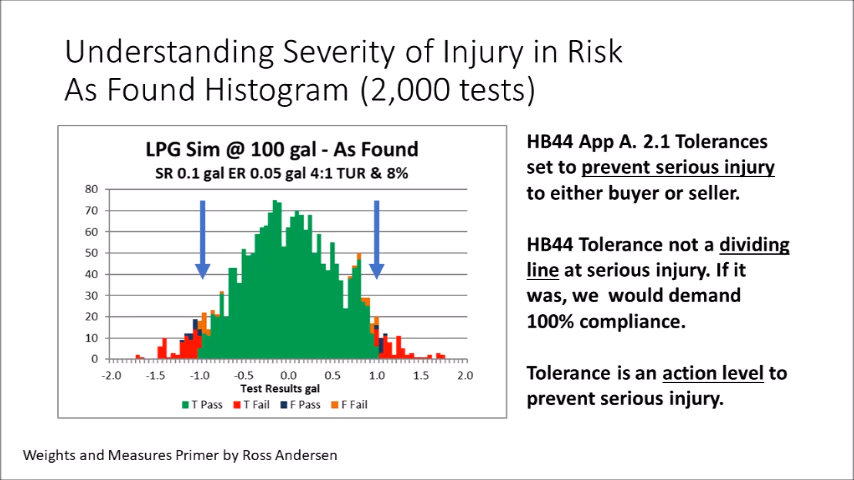 Understanding Severity of Injury in Risk
As Found Histogram (2,000 tests)
LPG Sim @ 100 gal - As Found
SR 0.1 gal ER 0.05 gal 4:1 TUR & 8%
80
70
60
50
40
30
20
10
0
-2.0 -1.5 -1.0 -0.5 0.0 0.5 1.0 1.5 2.0
Test Results gal
T Pass T Fail F Pass F Fail
HB44 App A. 2.1 Tolerances
set to prevent serious injury
to either buyer or seller.
HB44 Tolerance not a dividing
line at serious injury. If it
was, we would demand
100% compliance.
Tolerance is an action level to
prevent serious injury.
Weights and Measures Primer by Ross Andersen